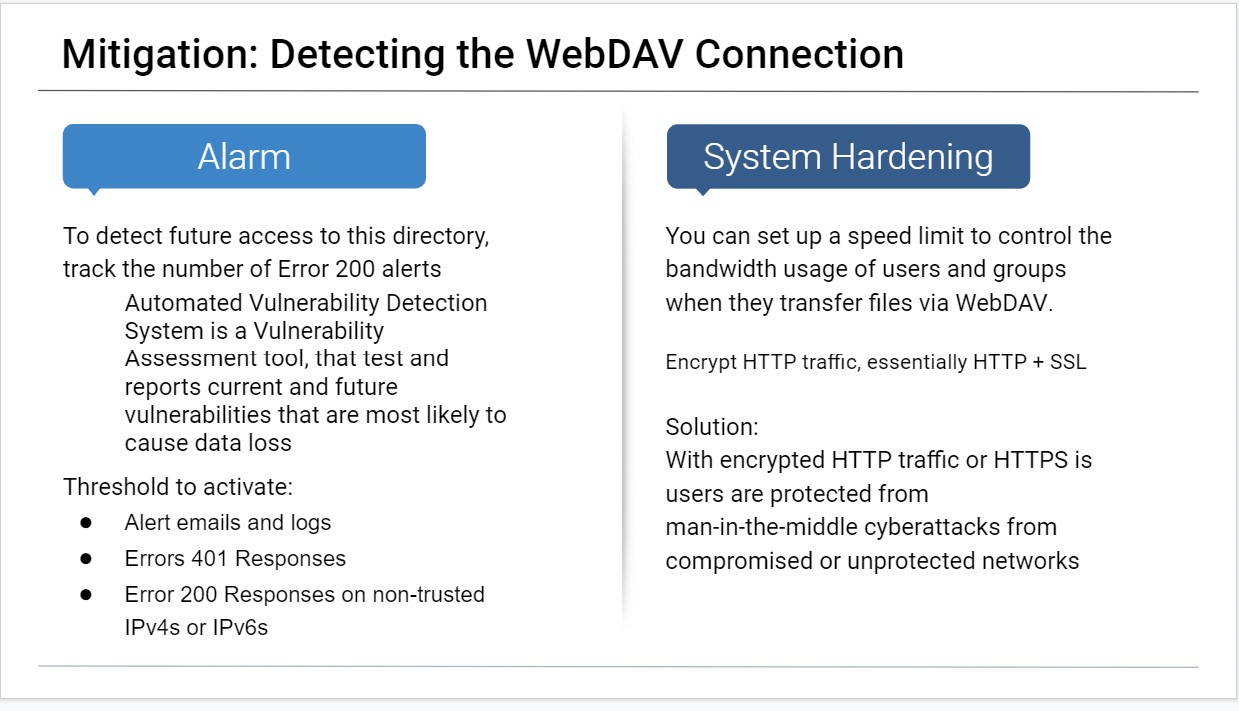 Mitigation: Detecting the WebDAV Connection
Alarm
To detect future access to this directory,
track the number of Error 200 alerts
Automated Vulnerability Detection
System is a Vulnerability
Assessment tool, that test and
reports current and future
vulnerabilities that are most likely to
cause data loss
Threshold to activate:
● Alert emails and logs
● Errors 401 Responses
● Error 200 Responses on non-trusted
IPv4s or IPv6s
System Hardening
You can set up a speed limit to control the
bandwidth usage of users and groups
when they transfer files via WebDAV.
Encrypt HTTP traffic, essentially HTTP + SSL
Solution:
With encrypted HTTP traffic or HTTPS is
users are protected from
man-in-the-middle cyberattacks from
compromised or unprotected networks